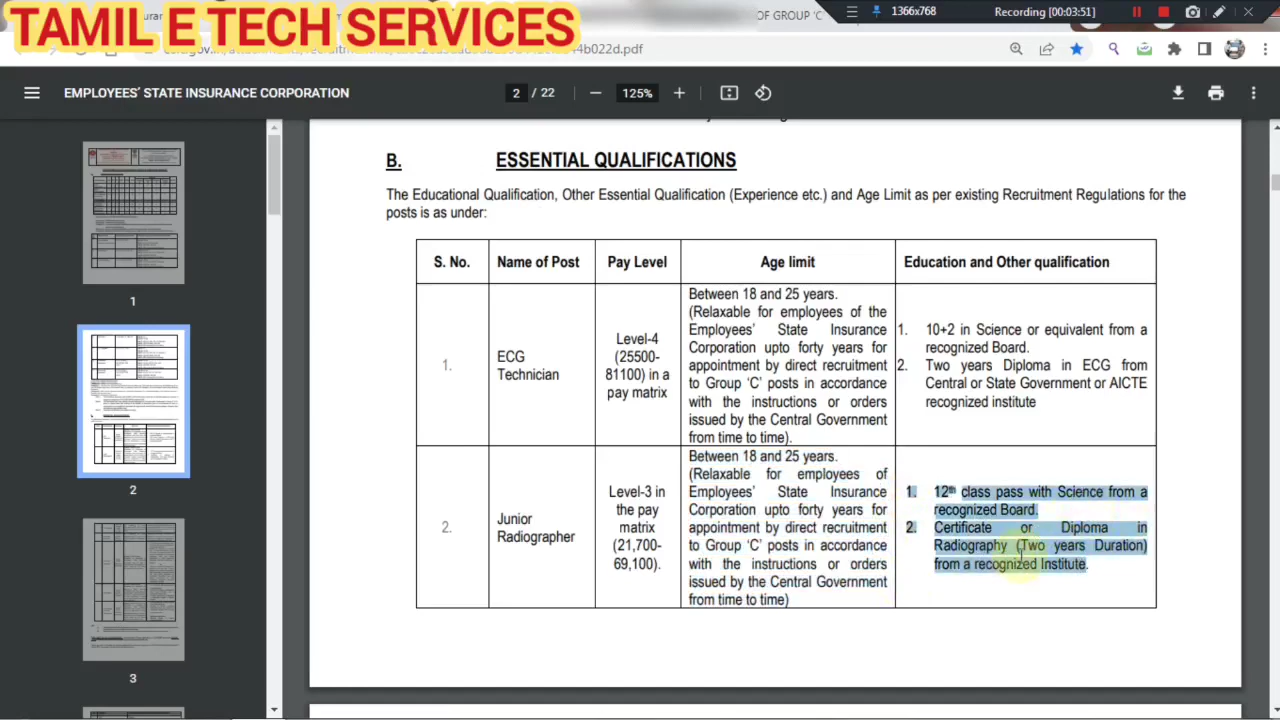 TAMIL E TECH SERVICES
OF GROUP ‘C’
1366x768
Recording [00:03:51]
b022d.pdf
EMPLOYEES’ STATE INSURANCE CORPORATION
2 / 22
125%
B. ESSENTIAL QUALIFICATIONS
The Educational Qualification, Other Essential Qualification (Experience etc.) and Age Limit as per existing Recruitment Regulations for the
posts is as under:
S. No. Name of Post Pay Level Age limit Education and Other qualification
1.
ECG
Technician
Level-4
(25500-
81100) in a
pay matrix
Between 18 and 25 years.
(Relaxable for employees of the
Employees’ State Insurance
Corporation upto forty years for
appointment by direct recruitment
to Group ‘C’ posts in accordance
with the instructions or orders
issued by the Central Government
from time to time).
1. 10+2 in Science or equivalent from a
recognized Board.
2. Two years Diploma in ECG from
Central or State Government or AICTE
recognized institute
2.
Junior
Radiographer
Level-3 in
the pay
matrix
(21,700-
69,100).
Between 18 and 25 years.
(Relaxable for employees of
Employees’ State Insurance
Corporation upto forty years for
appointment by direct recruitment
to Group ‘C’ posts in accordance
with the instructions or orders
issued by the Central Government
from time to time)
1. 12th class pass with Science from a
recognized Board.
2. Certificate or Diploma in
Radiography (Two years Duration)
from a recognized Institute.
1
2
3